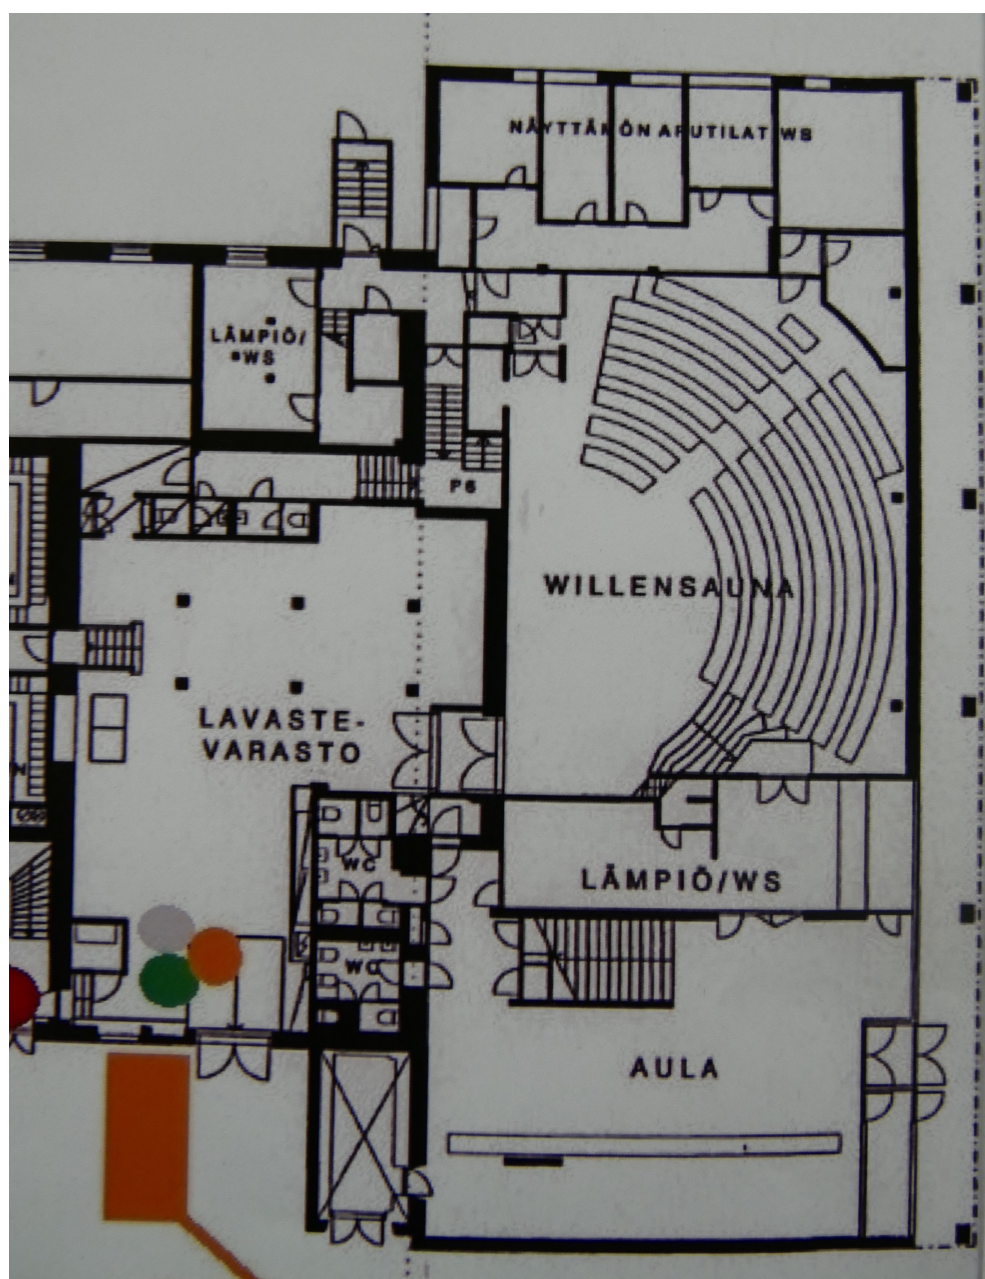 NÄYTTÄMÖN APUTILAT WS
LÄMPIÖ/
WS
P6
WILLENSAUNA
LAVASTE-
VARASTO
WC
LÄMPIÖ/WS
WC
AULA